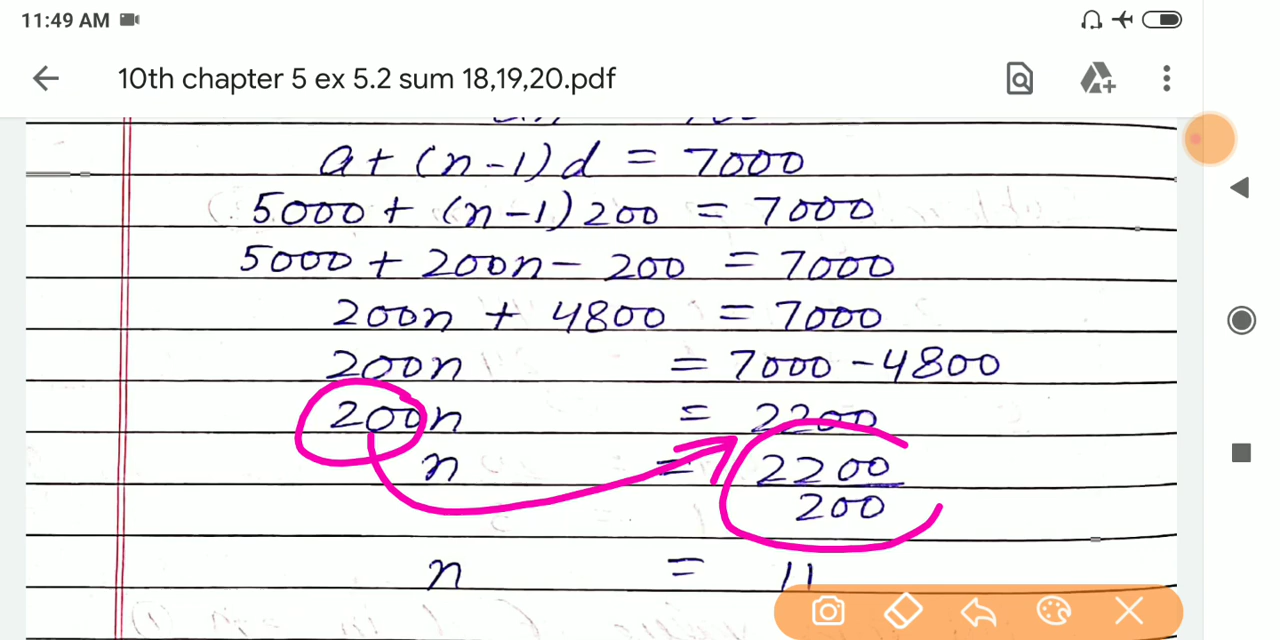 11:49 AM
10th chapter 5 ex 5.2 sum 18,19,20.pdf
a + (n-1)d = 7000
5000 + (n-1)200 = 7000
5000 + 200n - 200 = 7000
200n + 4800 = 7000
200n = 7000 - 4800
200n = 2200
n = 2200/200
n = 11